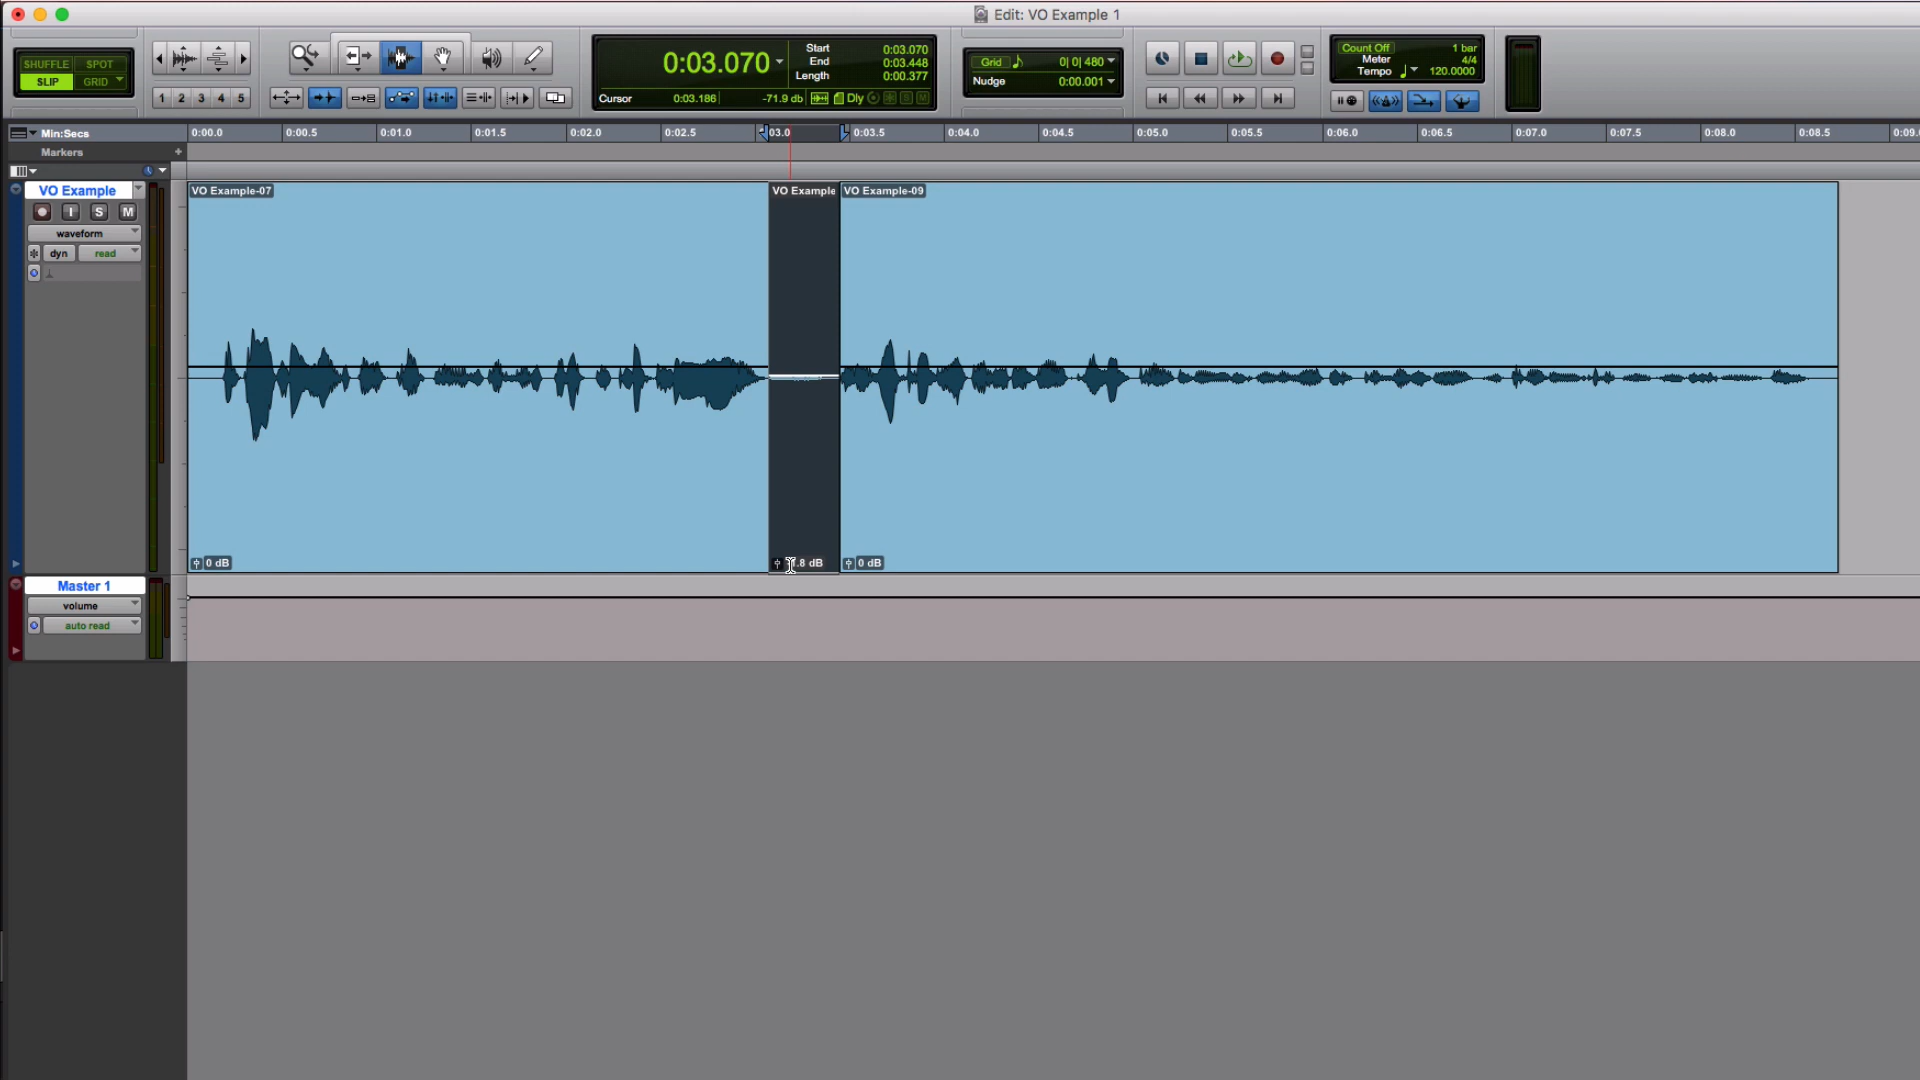 Edit: VO Example 1
SHUFFLE SPOT
SLIP GRID
1 2 3 4 5
0:03.070
Start 0:03.070
End 0:03.448
Length 0:00.377
Cursor 0:03.186 -71.9 db Dly
Grid 0| 0| 480
Nudge 0:00.001
Count Off 1 bar
Meter 4/4
Tempo 120.0000
Min:Secs 0:00.0 0:00.5 0:01.0 0:01.5 0:02.0 0:02.5 03.0 0:03.5 0:04.0 0:04.5 0:05.0 0:05.5 0:06.0 0:06.5 0:07.0 0:07.5 0:08.0 0:08.5 0:09.0
Markers
VO Example VO Example-07 VO Example VO Example-09
I S M
waveform
dyn read
0 dB .8 dB 0 dB
Master 1
volume
auto read